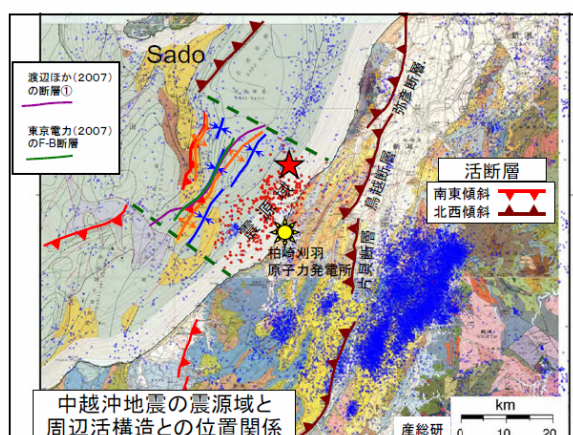 Sado
渡辺ほか(2007)
の断層①
東京電力(2007)
のF-B断層
弥彦断層
鳥越断層
片貝断層
震源域
柏崎刈羽
原子力発電所
活断層
南東傾斜
北西傾斜
中越沖地震の震源域と
周辺活構造との位置関係
産総研
km
0 10 20